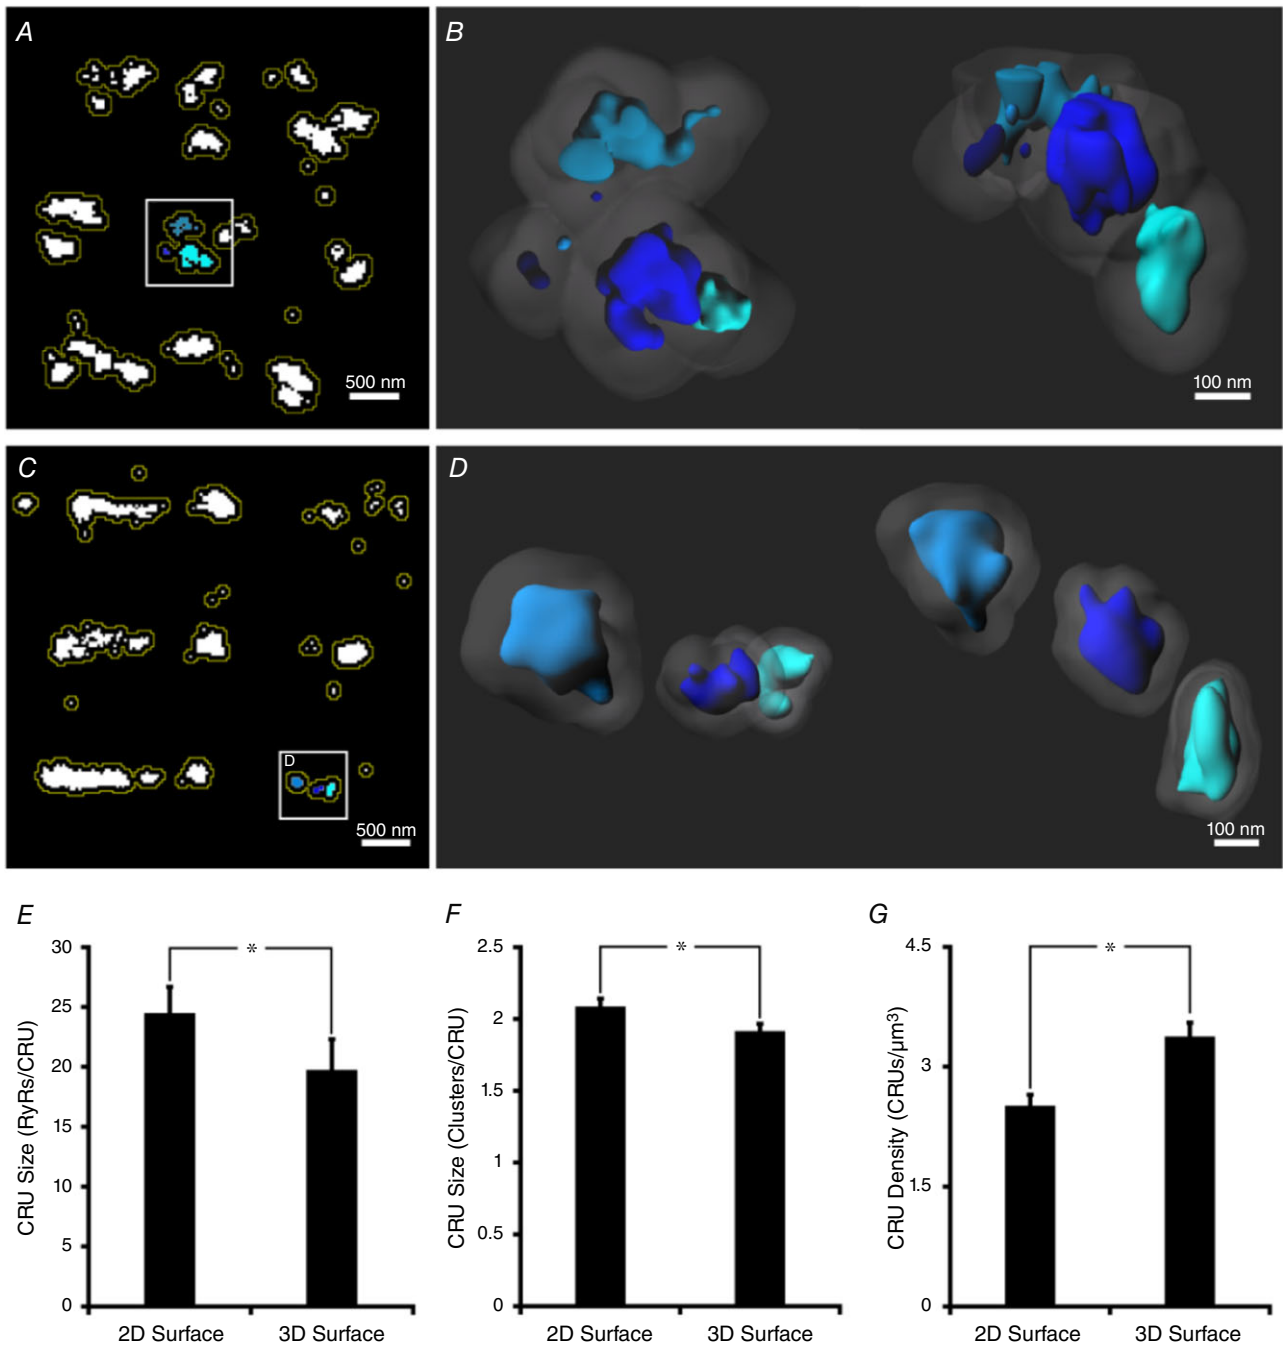 A
500 nm
B
100 nm
C
D
500 nm
D
100 nm
E
CRU Size (RyRs/CRU)
30
25
20
15
10
5
0
*
2D Surface
3D Surface
F
CRU Size (Clusters/CRU)
2.5
2
1.5
1
0.5
0
*
2D Surface
3D Surface
G
CRU Density (CRUs/µm³)
4.5
3
1.5
0
*
2D Surface
3D Surface